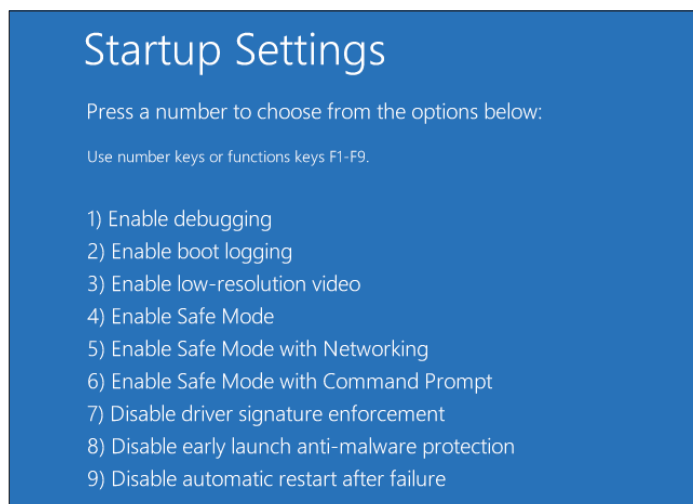 Startup Settings
Press a number to choose from the options below:
Use number keys or functions keys F1-F9.
1) Enable debugging
2) Enable boot logging
3) Enable low-resolution video
4) Enable Safe Mode
5) Enable Safe Mode with Networking
6) Enable Safe Mode with Command Prompt
7) Disable driver signature enforcement
8) Disable early launch anti-malware protection
9) Disable automatic restart after failure